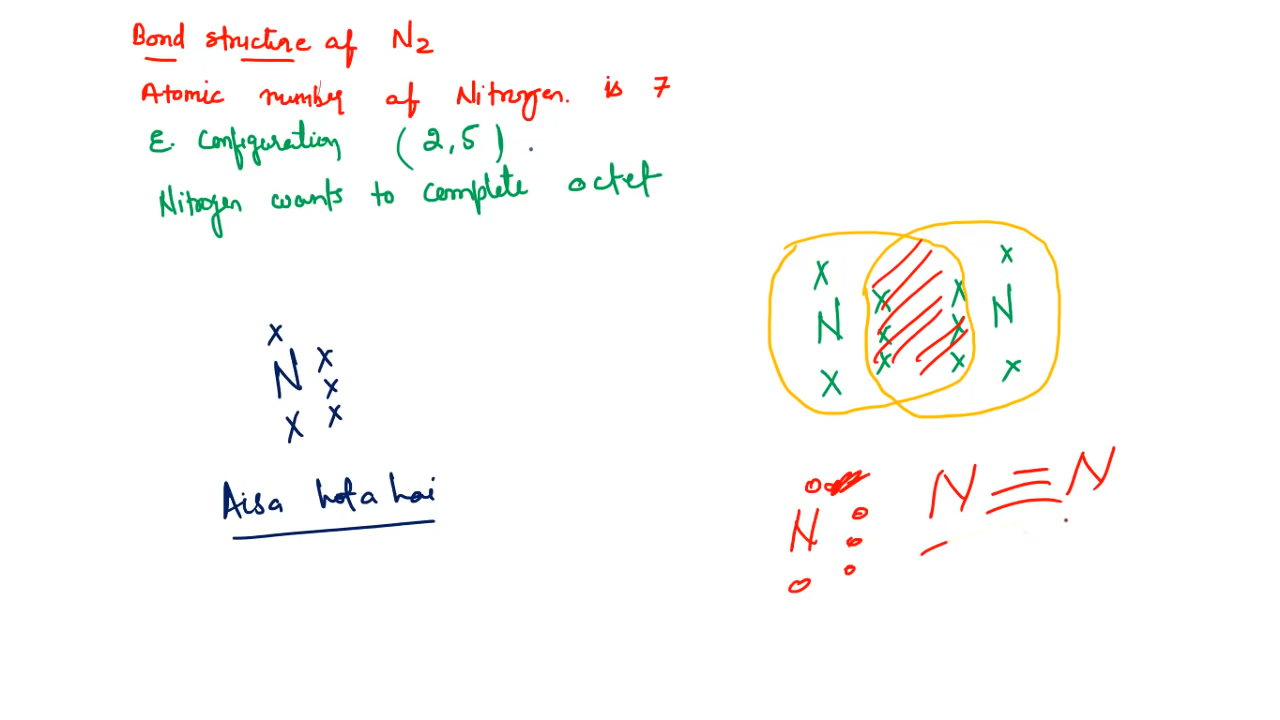 Bond structure of N2
Atomic number of Nitrogen. is 7
E. Configuration (2,5)
Nitrogen wants to complete octet
x
N x
x
x x
Aisa hota hai
x x
x x
N x x N
x x
x x
N
N ≡ N